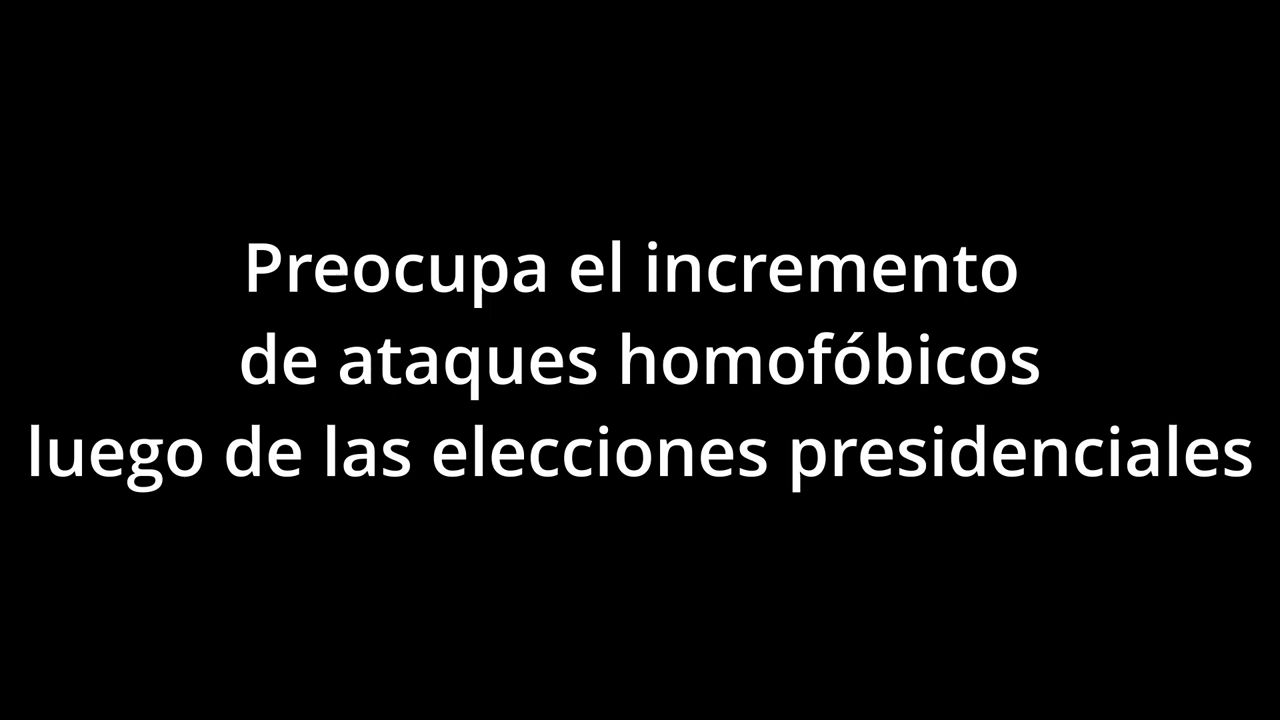 Preocupa el incremento
de ataques homofóbicos
luego de las elecciones presidenciales